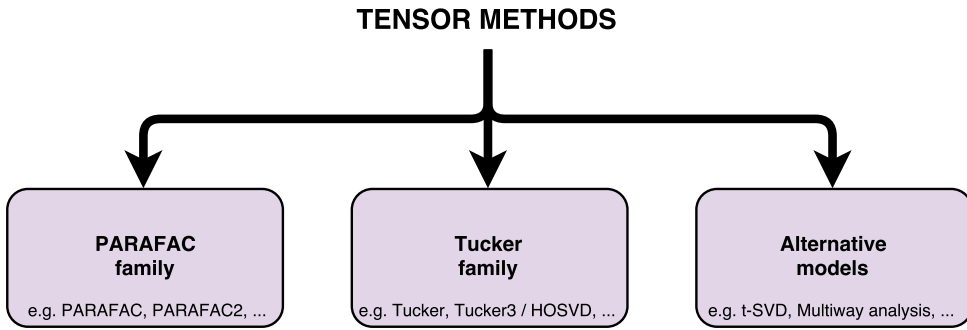 TENSOR METHODS
PARAFAC
family
e.g. PARAFAC, PARAFAC2, ...
Tucker
family
e.g. Tucker, Tucker3 / HOSVD, ...
Alternative
models
e.g. t-SVD, Multiway analysis, ...